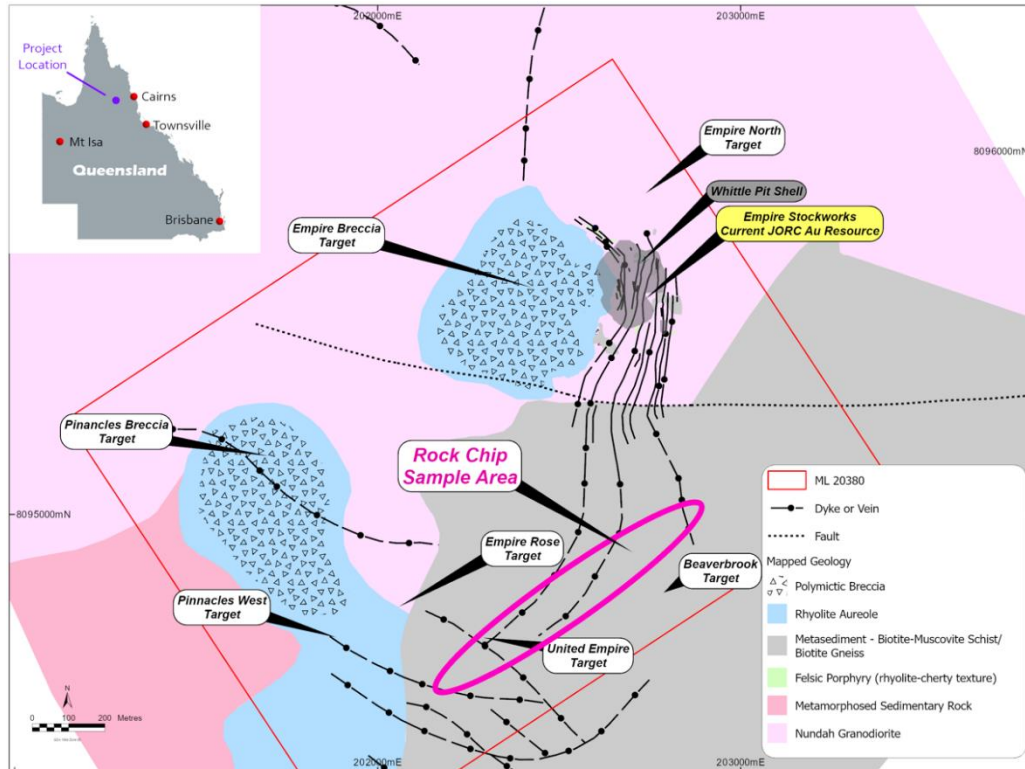 202000mE
203000mE
Project
Location
Cairns
Townsville
Mt Isa
Queensland
Brisbane
Empire North
Target
8096000mN
Whittle Pit Shell
Empire Stockworks
Current JORC Au Resource
Empire Breccia
Target
Pinancles Breccia
Target
Rock Chip
Sample Area
8095000mN
Empire Rose
Target
Beaverbrook
Target
Pinnacles West
Target
United Empire
Target
ML 20380
Dyke or Vein
Fault
Mapped Geology
Polymictic Breccia
Rhyolite Aureole
Metasediment - Biotite-Muscovite Schist/
Biotite Gneiss
Felsic Porphyry (rhyolite-cherty texture)
Metamorphosed Sedimentary Rock
Nundah Granodiorite
N
0 100 200 Metres
202000mE
203000mE